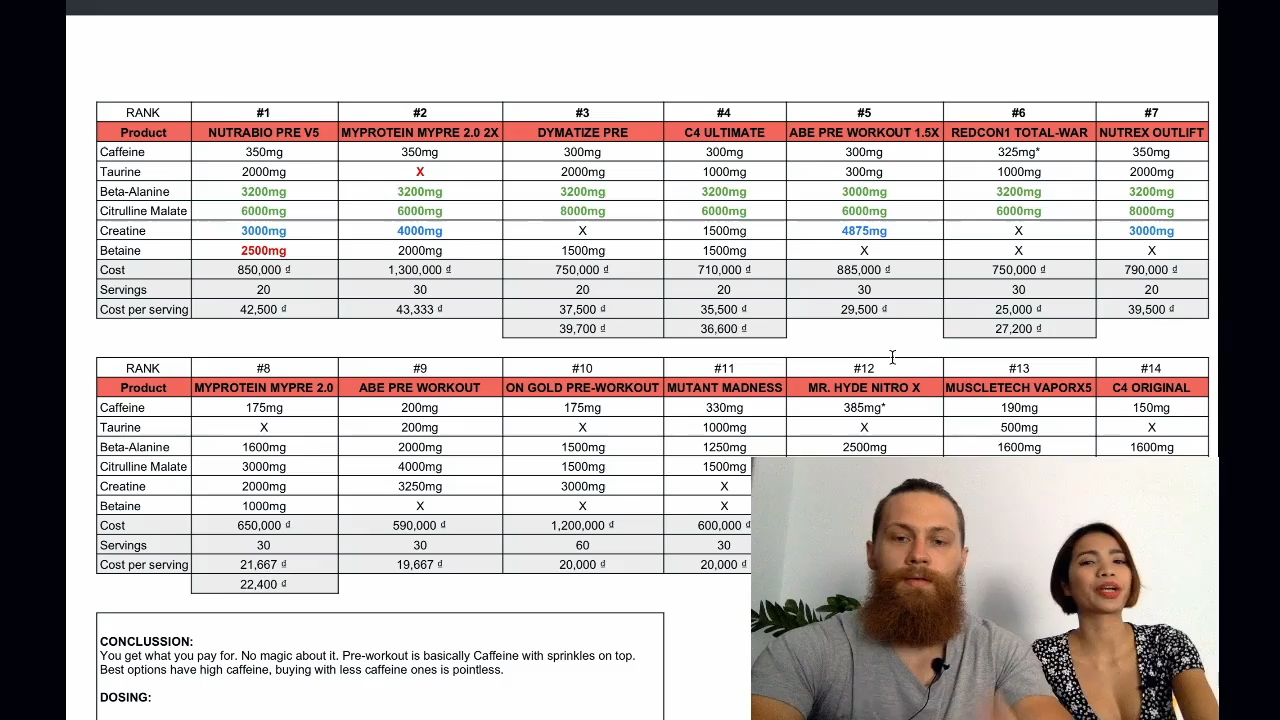 RANK #1 #2 #3 #4 #5 #6 #7
Product NUTRABIO PRE V5 MYPROTEIN MYPRE 2.0 2X DYMATIZE PRE C4 ULTIMATE ABE PRE WORKOUT 1.5X REDCON1 TOTAL-WAR NUTREX OUTLIFT
Caffeine 350mg 350mg 300mg 300mg 300mg 325mg* 350mg
Taurine 2000mg X 2000mg 1000mg 300mg 1000mg 2000mg
Beta-Alanine 3200mg 3200mg 3200mg 3200mg 3000mg 3200mg 3200mg
Citrulline Malate 6000mg 6000mg 8000mg 6000mg 6000mg 6000mg 8000mg
Creatine 3000mg 4000mg X 1500mg 4875mg X 3000mg
Betaine 2500mg 2000mg 1500mg 1500mg X X X
Cost 850,000 ₫ 1,300,000 ₫ 750,000 ₫ 710,000 ₫ 885,000 ₫ 750,000 ₫ 790,000 ₫
Servings 20 30 20 20 30 30 20
Cost per serving 42,500 ₫ 43,333 ₫ 37,500 ₫ 35,500 ₫ 29,500 ₫ 25,000 ₫ 39,500 ₫
39,700 ₫ 36,600 ₫ 27,200 ₫
RANK #8 #9 #10 #11 #12 #13 #14
Product MYPROTEIN MYPRE 2.0 ABE PRE WORKOUT ON GOLD PRE-WORKOUT MUTANT MADNESS MR. HYDE NITRO X MUSCLETECH VAPORX5 C4 ORIGINAL
Caffeine 175mg 200mg 175mg 330mg 385mg* 190mg 150mg
Taurine X 200mg X 1000mg X 500mg X
Beta-Alanine 1600mg 2000mg 1500mg 1250mg 2500mg 1600mg 1600mg
Citrulline Malate 3000mg 4000mg 1500mg 1500mg
Creatine 2000mg 3250mg 3000mg X
Betaine 1000mg X X X
Cost 650,000 ₫ 590,000 ₫ 1,200,000 ₫ 600,000 ₫
Servings 30 30 60 30
Cost per serving 21,667 ₫ 19,667 ₫ 20,000 ₫ 20,000 ₫
22,400 ₫
CONCLUSSION:
You get what you pay for. No magic about it. Pre-workout is basically Caffeine with sprinkles on top.
Best options have high caffeine, buying with less caffeine ones is pointless.
DOSING: